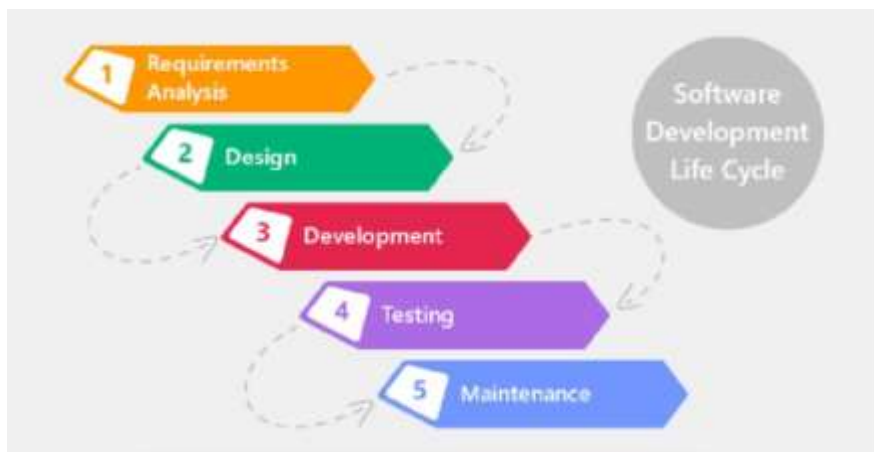 1
Requirements
Analysis
2
Design
3
Development
4
Testing
5
Maintenance
Software
Development
Life Cycle